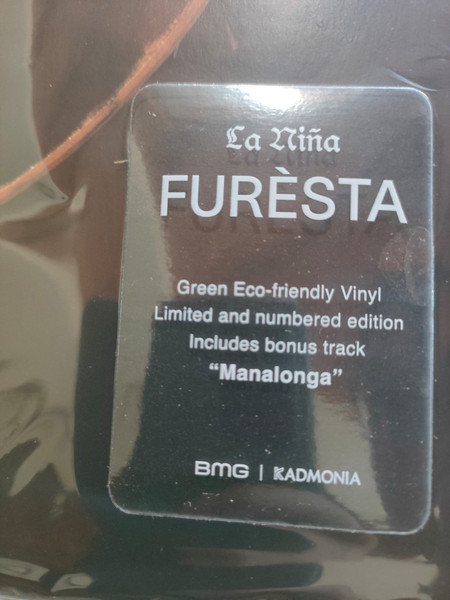 La Niña
FURÈSTA
Green Eco-friendly Vinyl
Limited and numbered edition
Includes bonus track
“Manalonga”
BMG | KADMONIA